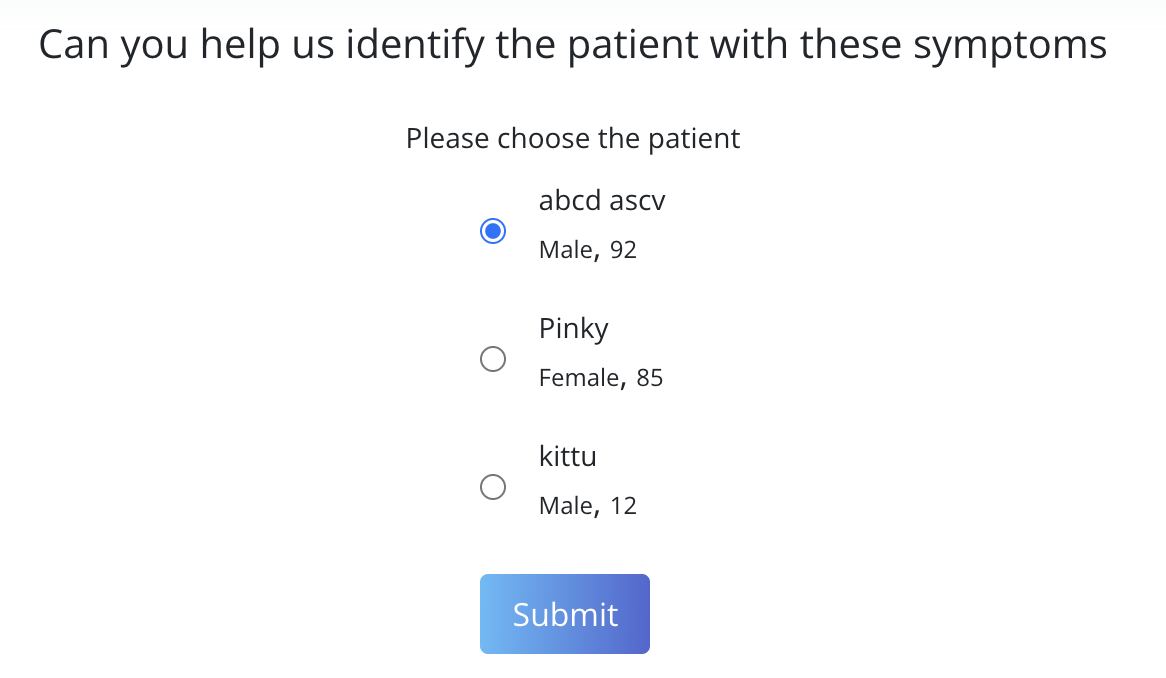 Can you help us identify the patient with these symptoms
Please choose the patient
abcd ascv
Male, 92
Pinky
Female, 85
kittu
Male, 12
Submit